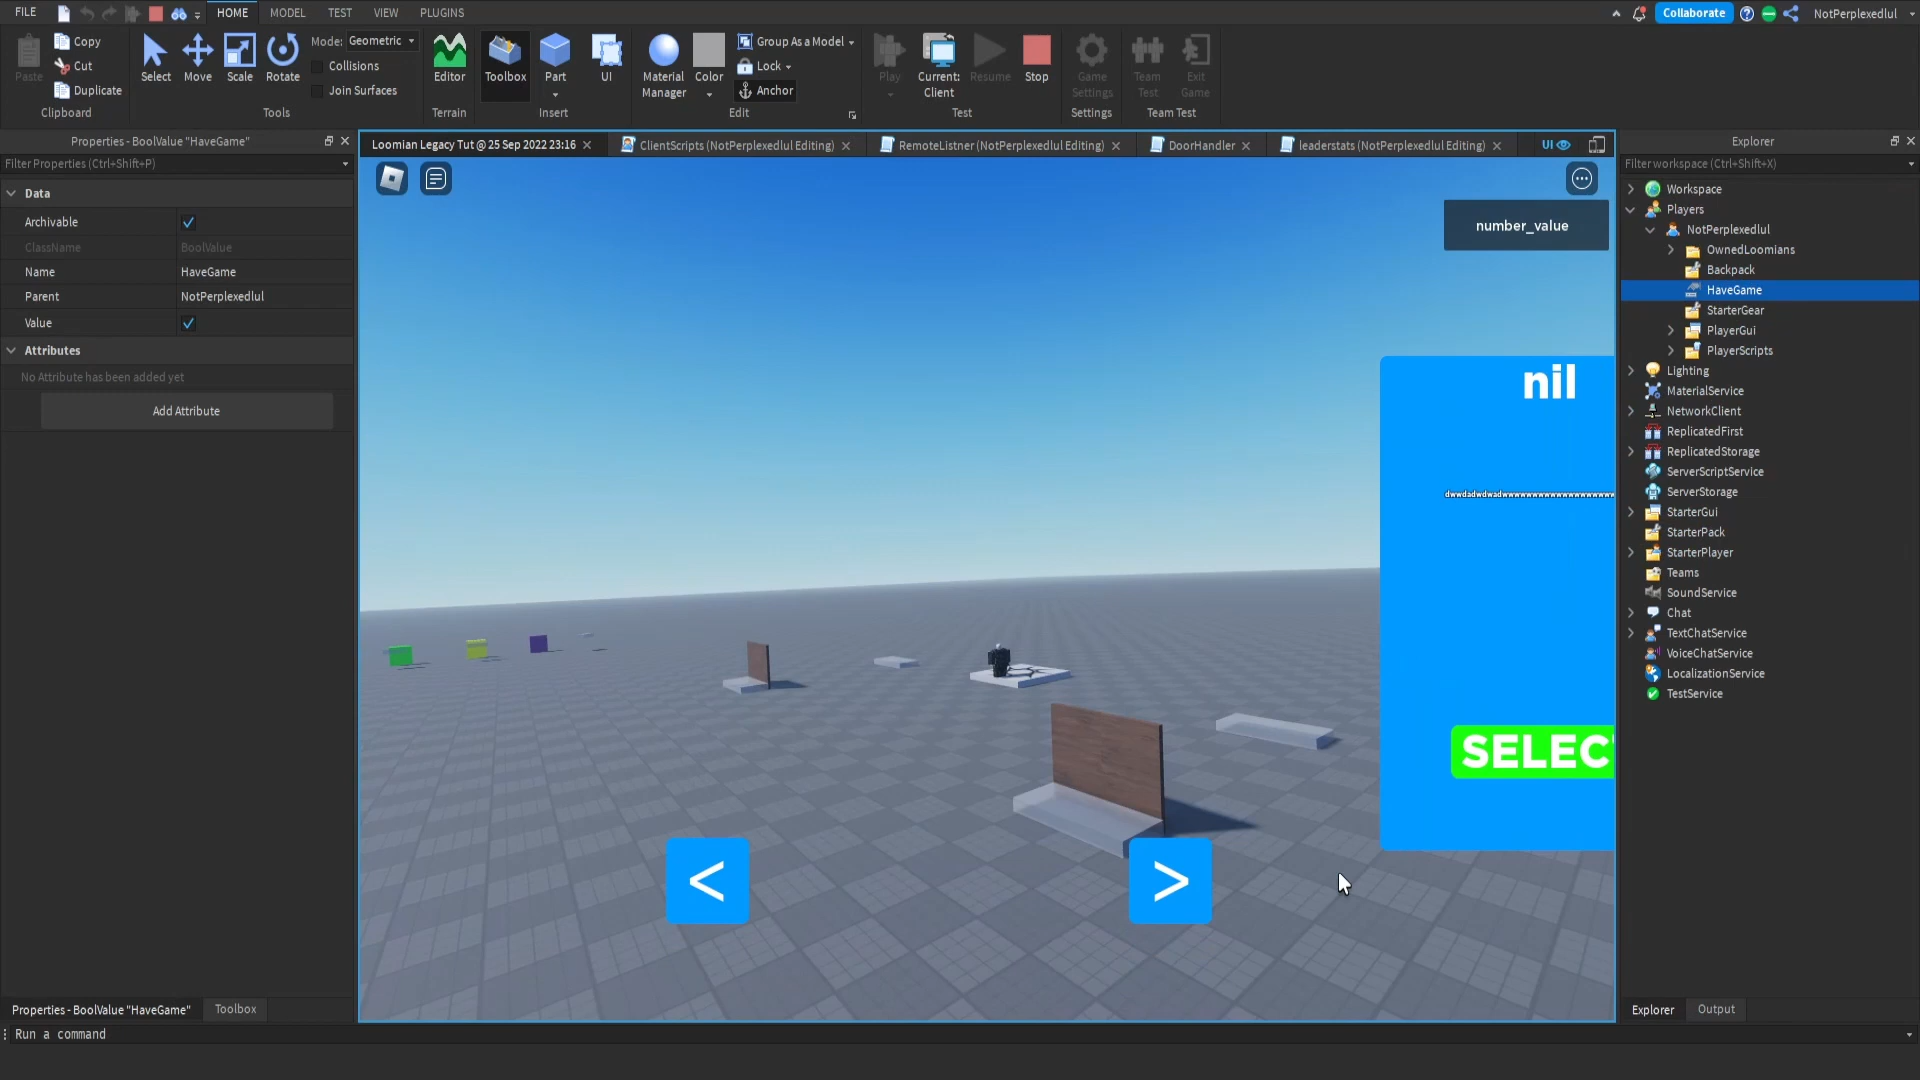 FILE
HOME
MODEL
TEST
VIEW
PLUGINS
Collaborate
NotPerplexedlul
Paste
Copy
Cut
Duplicate
Clipboard
Select
Move
Scale
Rotate
Mode: Geometric
Collisions
Join Surfaces
Tools
Editor
Terrain
Toolbox
Part
UI
Insert
Material
Manager
Color
Group As a Model
Lock
Anchor
Edit
Play
Current:
Client
Resume
Stop
Test
Game
Settings
Settings
Team
Test
Exit
Game
Team Test
Properties - BoolValue "HaveGame"
Filter Properties (Ctrl+Shift+P)
Data
Archivable
ClassName BoolValue
Name HaveGame
Parent NotPerplexedlul
Value
Attributes
No Attribute has been added yet
Add Attribute
Properties - BoolValue "HaveGame"
Toolbox
Run a command
Loomian Legacy Tut @ 25 Sep 2022 23:16
ClientScripts (NotPerplexedlul Editing)
RemoteListner (NotPerplexedlul Editing)
DoorHandler
leaderstats (NotPerplexedlul Editing)
UI
number_value
nil
SELEC
<
>
Explorer
Filter workspace (Ctrl+Shift+X)
Workspace
Players
NotPerplexedlul
OwnedLoomians
Backpack
HaveGame
StarterGear
PlayerGui
PlayerScripts
Lighting
MaterialService
NetworkClient
ReplicatedFirst
ReplicatedStorage
ServerScriptService
ServerStorage
StarterGui
StarterPack
StarterPlayer
Teams
SoundService
Chat
TextChatService
VoiceChatService
LocalizationService
TestService
Explorer
Output